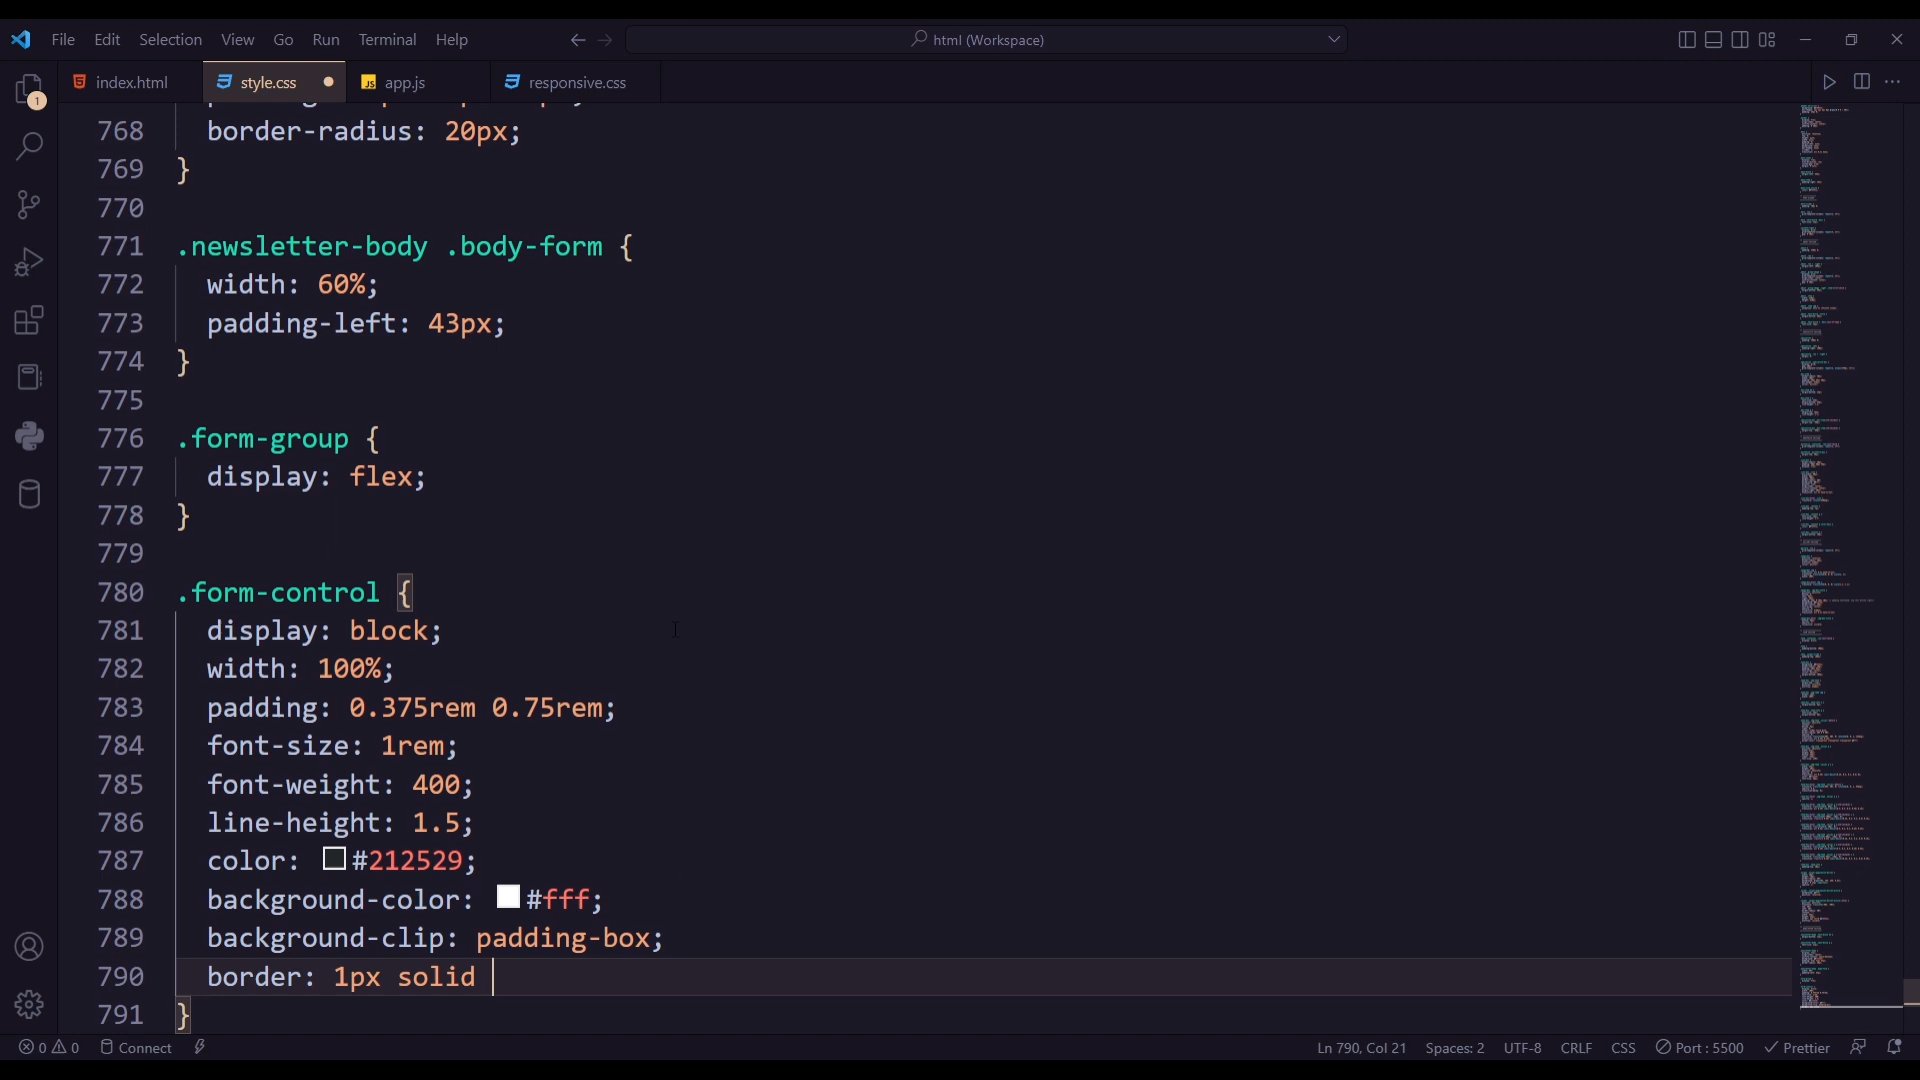 File Edit Selection View Go Run Terminal Help
html (Workspace)
index.html
style.css
JS app.js
responsive.css
768 border-radius: 20px;
769 }
770
771 .newsletter-body .body-form {
772 width: 60%;
773 padding-left: 43px;
774 }
775
776 .form-group {
777 display: flex;
778 }
779
780 .form-control {
781 display: block;
782 width: 100%;
783 padding: 0.375rem 0.75rem;
784 font-size: 1rem;
785 font-weight: 400;
786 line-height: 1.5;
787 color: #212529;
788 background-color: #fff;
789 background-clip: padding-box;
790 border: 1px solid
791 }
1
0 0 Connect
Ln 790, Col 21 Spaces: 2 UTF-8 CRLF CSS Port : 5500 Prettier